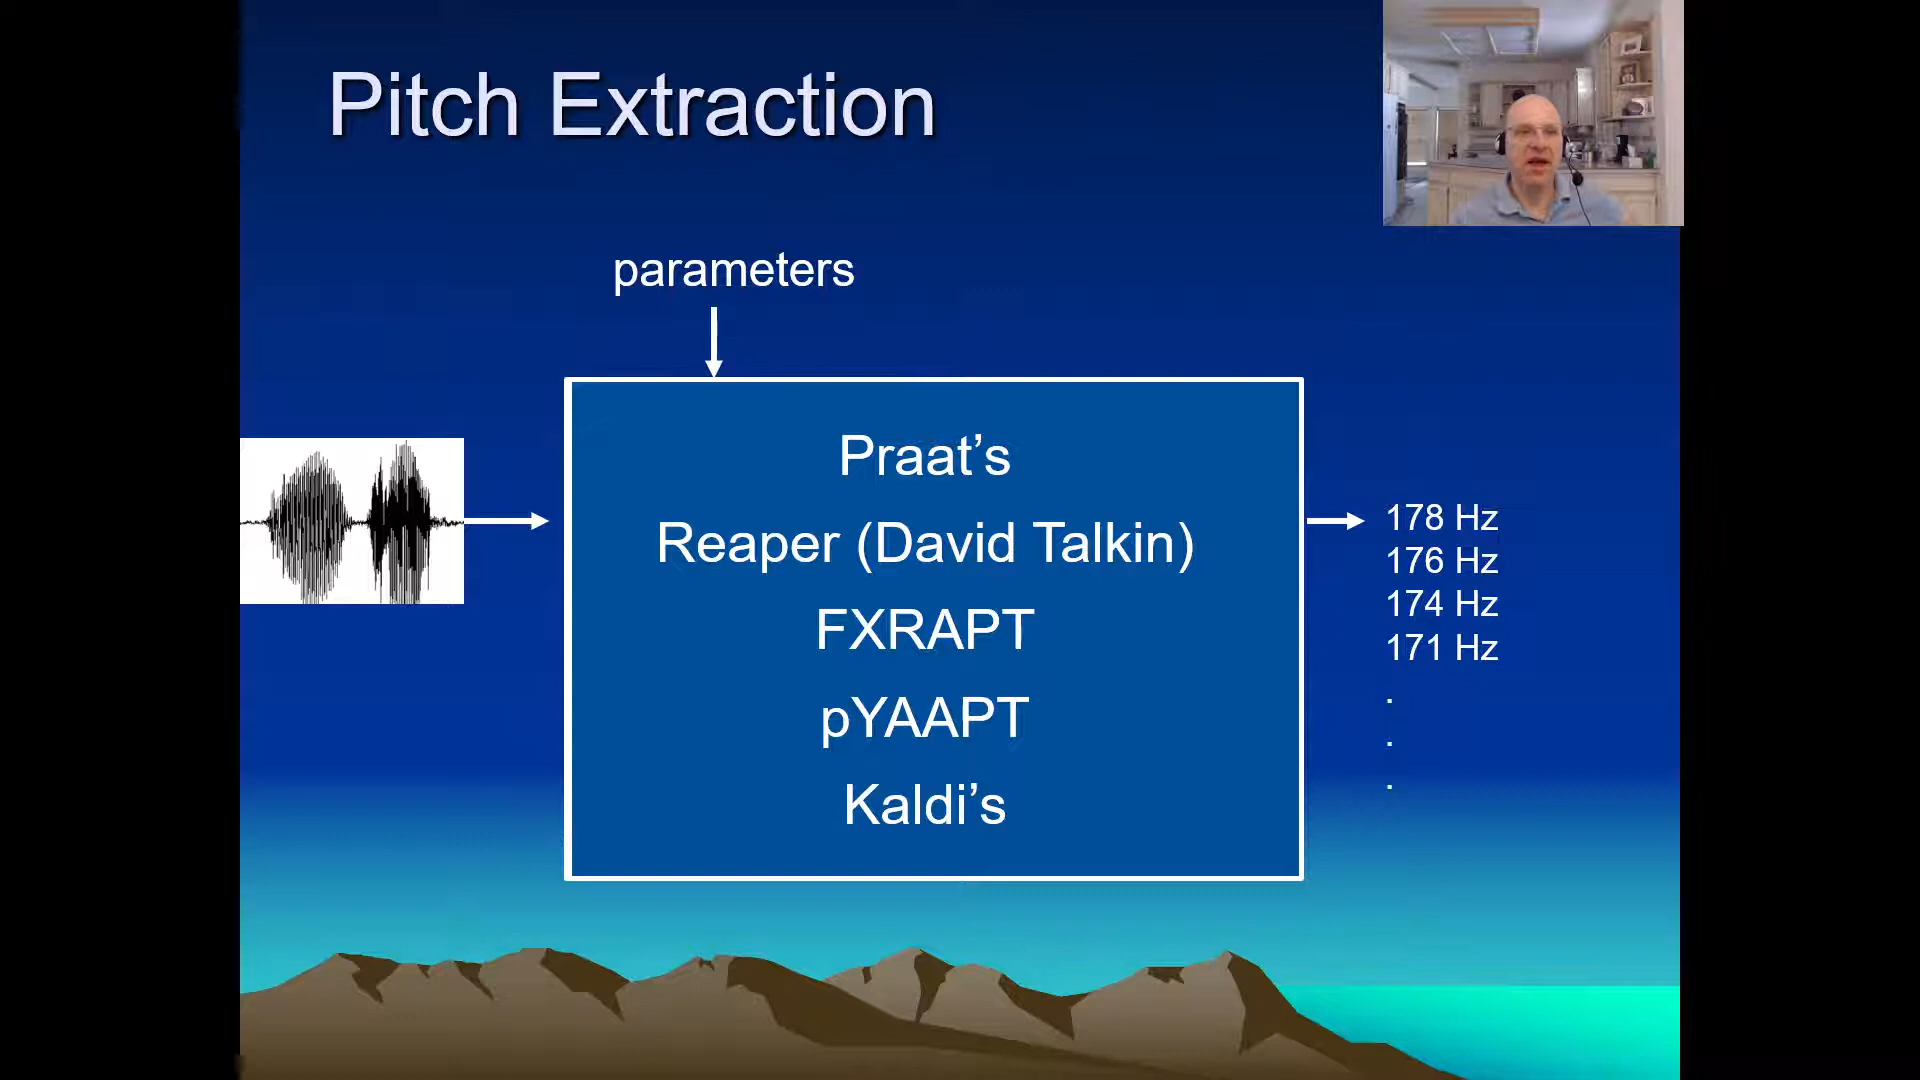 Pitch Extraction
parameters
Praat’s
Reaper (David Talkin)
FXRAPT
pYAAPT
Kaldi’s
178 Hz
176 Hz
174 Hz
171 Hz
.
.
.